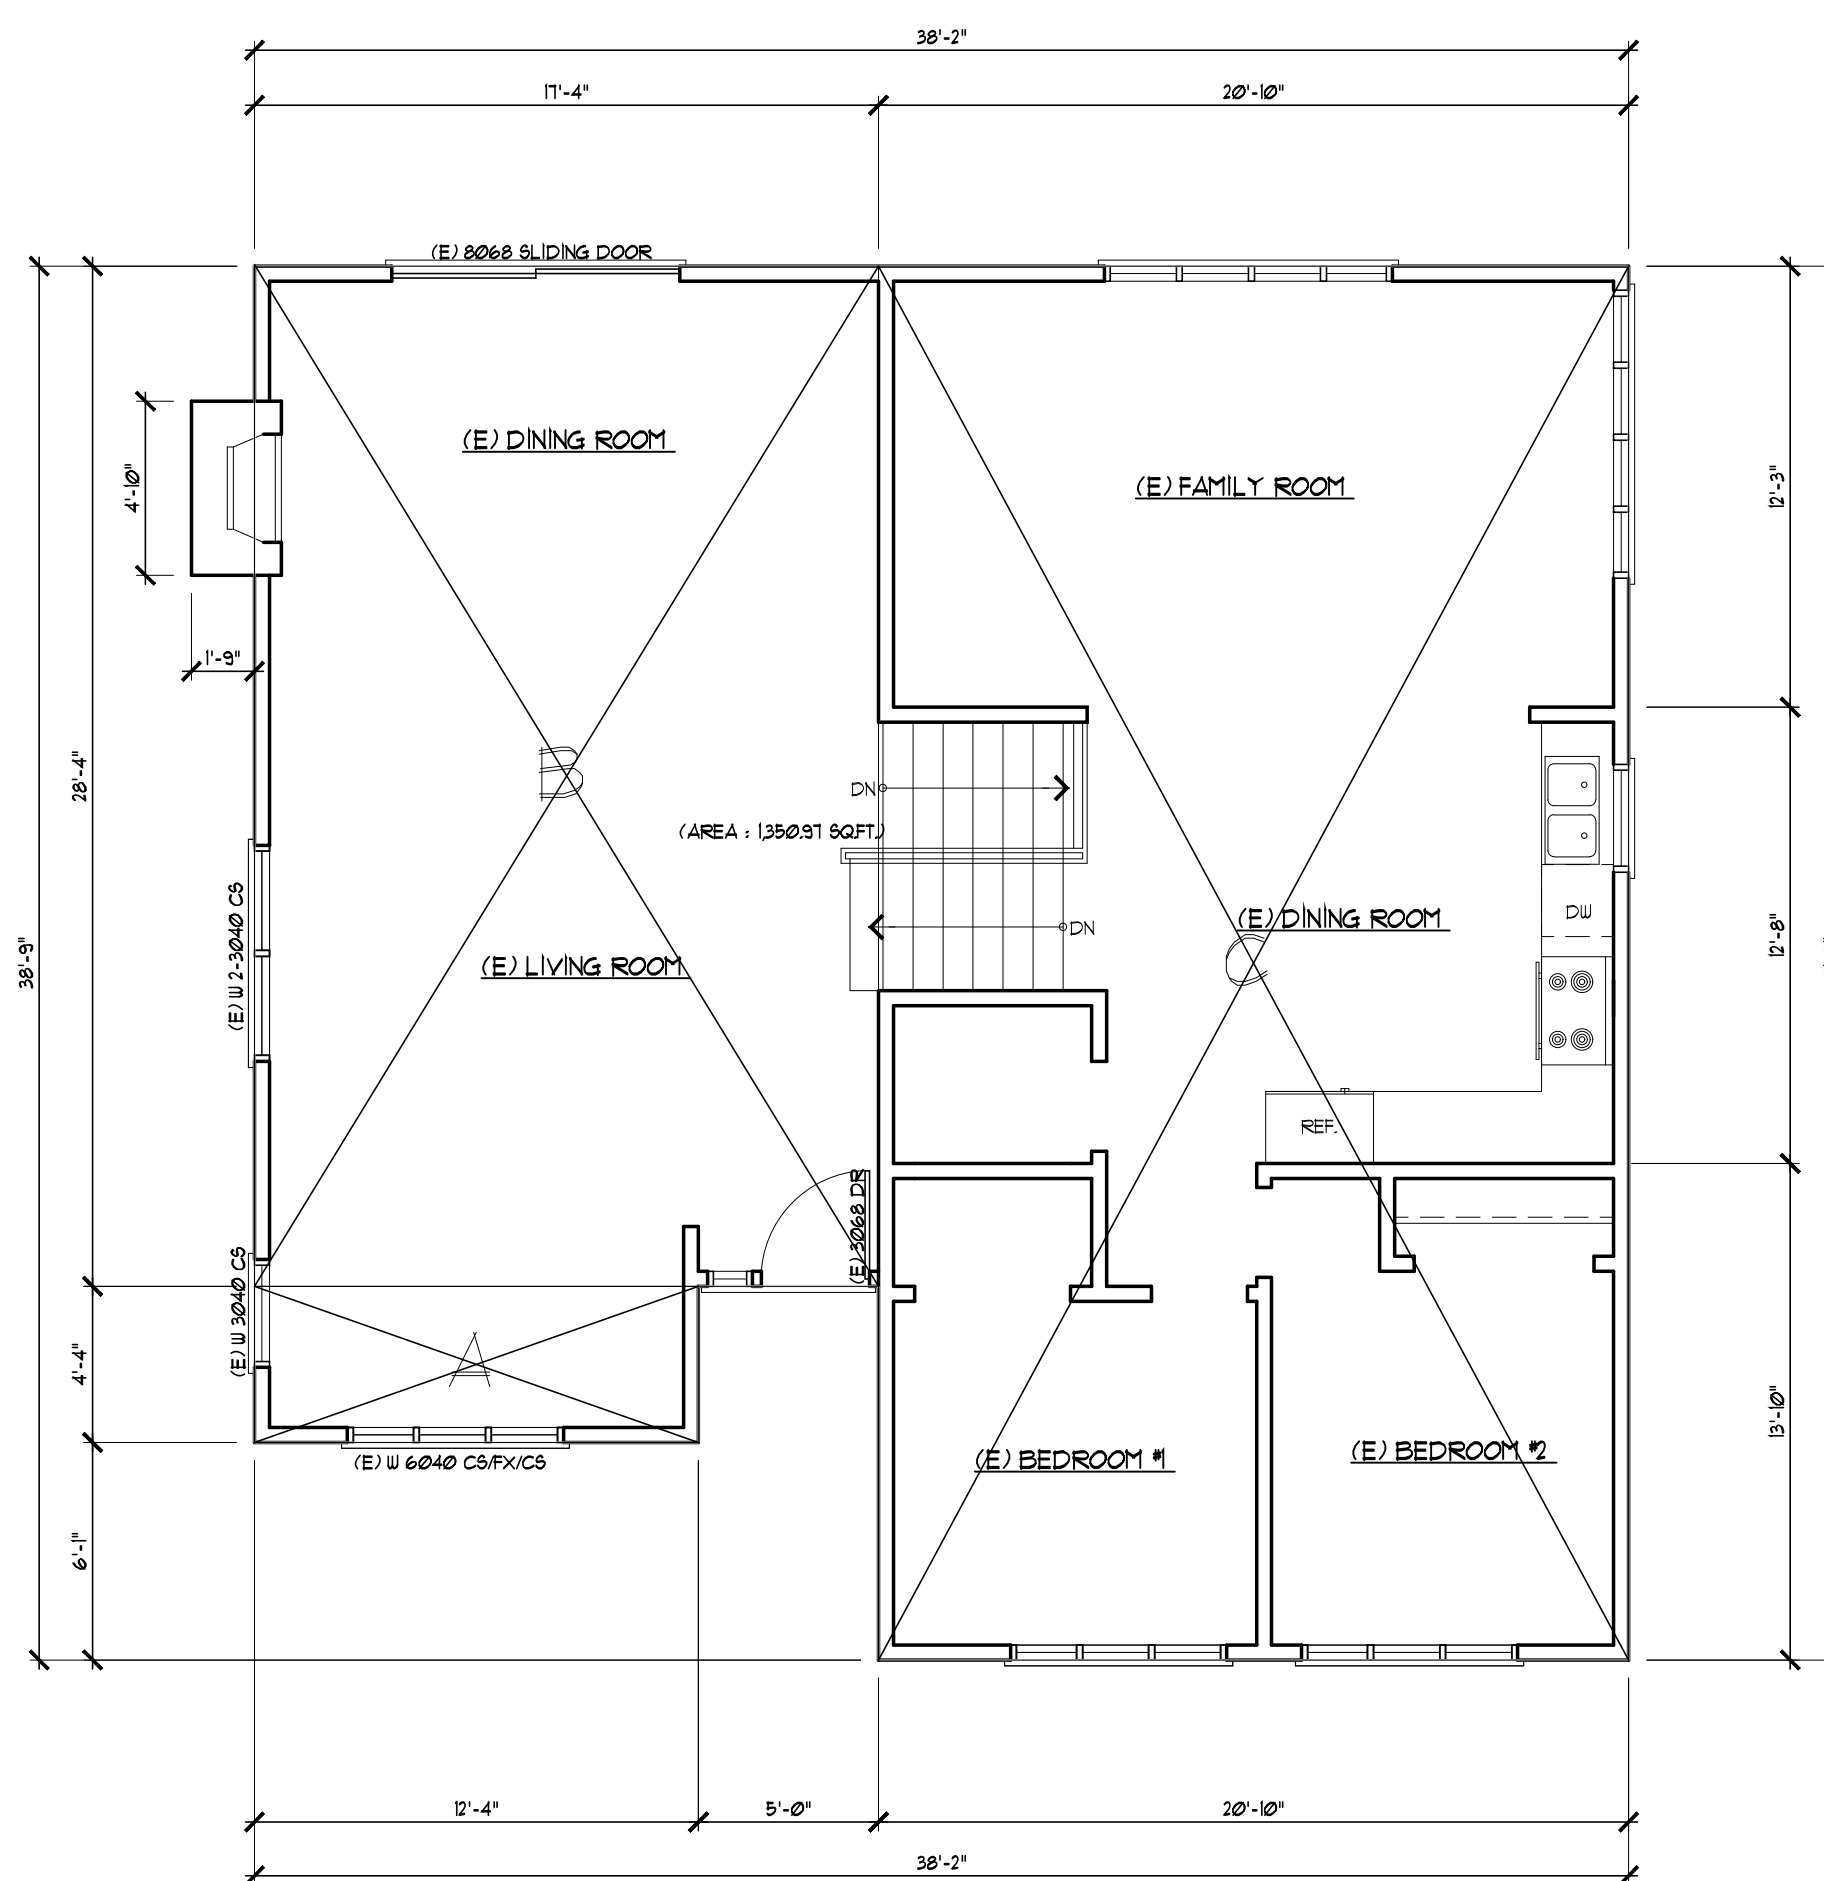 38'-2"
17'-4"
20'-10"
(E) 8068 SLIDING DOOR
(E) DINING ROOM
(E) FAMILY ROOM
4'-10"
12'-3"
1'-9"
28'-4"
B
DN
(AREA : 1,350.97 SQ.FT.)
(E) W 2-3040 CS
38'-9"
(E) DINING ROOM
DW
DN
12'-8"
(E) LIVING ROOM
C
REF.
(E) 3068 DR
(E) W 3040 CS
A
4'-4"
13'-10"
(E) BEDROOM #1
(E) BEDROOM #2
(E) W 6040 CS/FX/CS
6'-1"
12'-4"
5'-0"
20'-10"
38'-2"